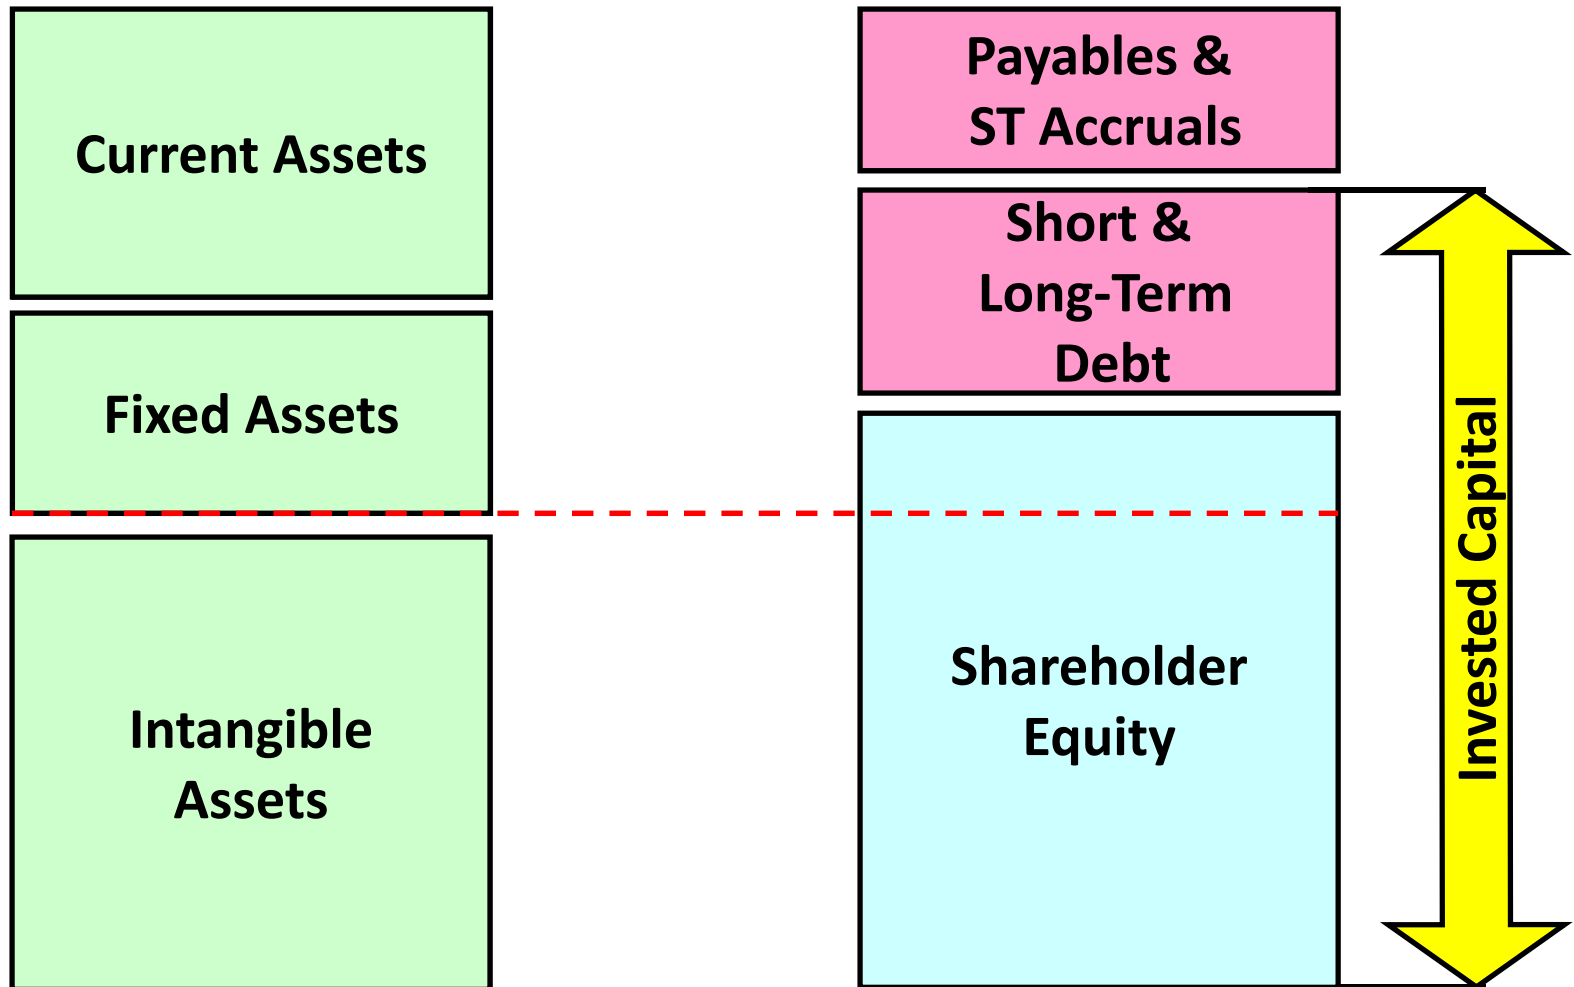 Current Assets
Fixed Assets
Intangible
Assets
Payables &
ST Accruals
Short &
Long-Term
Debt
Shareholder
Equity
Invested Capital